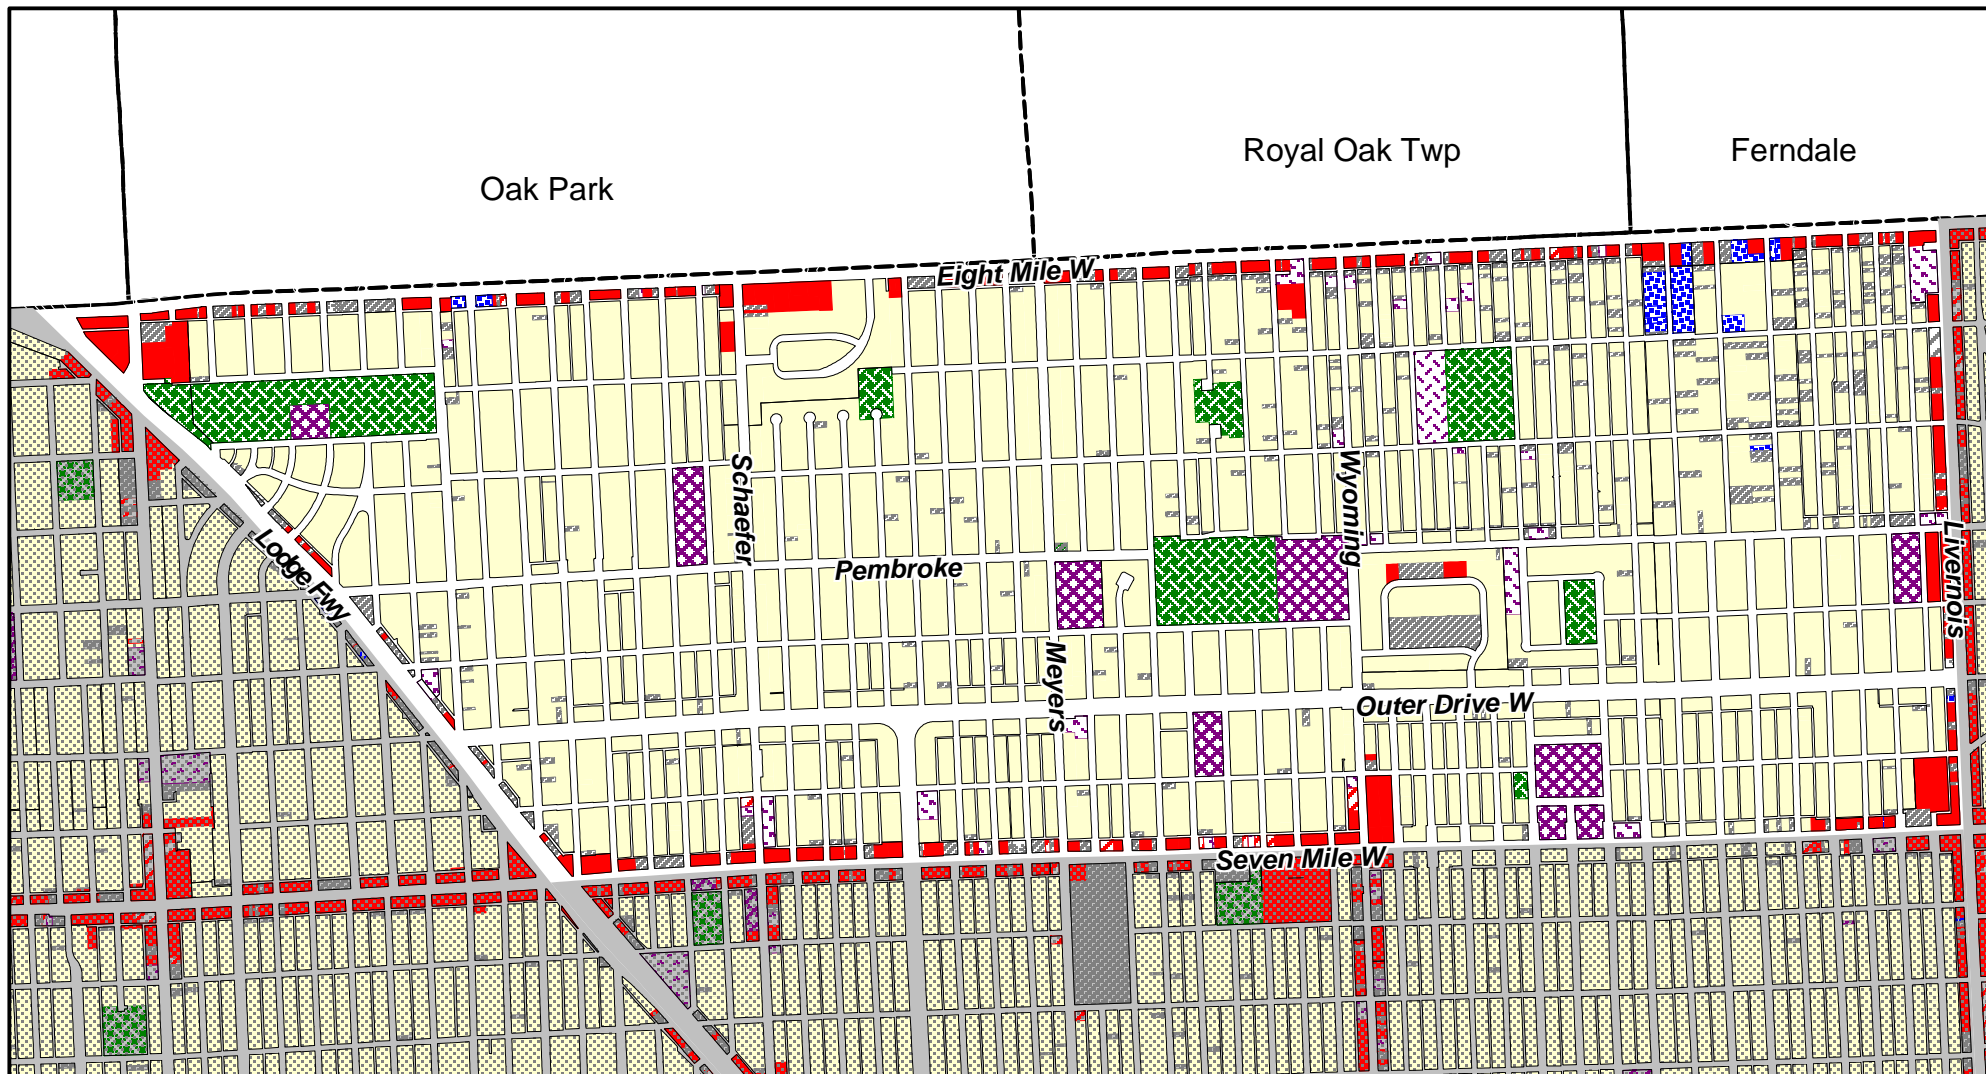 Royal Oak Twp
Ferndale
Oak Park
Eight Mile W
Schaefer
Wyoming
Livernois
Lodge Fwy
Pembroke
Meyers
Outer Drive W
Seven Mile W